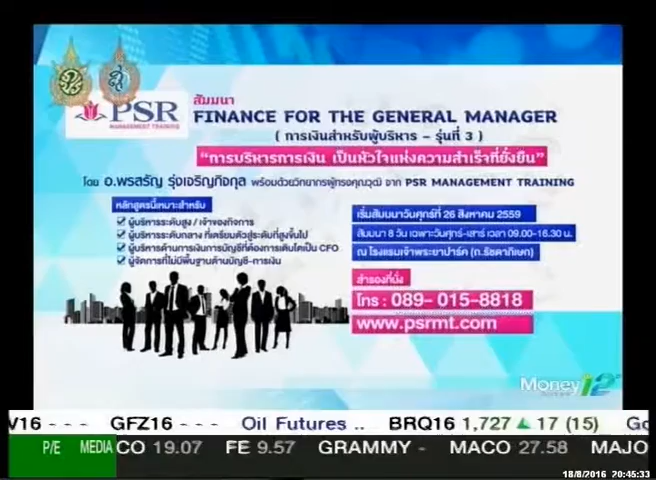 PSR
MANAGEMENT TRAINING
สัมมนา
FINANCE FOR THE GENERAL MANAGER
( การเงินสำหรับผู้บริหาร – รุ่นที่ 3 )
“การบริหารการเงิน เป็นหัวใจแห่งความสำเร็จที่ยั่งยืน”
โดย อ.พรสรัญ รุ่งเจริญกิจกุล พร้อมด้วยวิทยากรผู้ทรงคุณวุฒิ จาก PSR MANAGEMENT TRAINING
หลักสูตรนี้เหมาะสำหรับ
ผู้บริหารระดับสูง / เจ้าของกิจการ
ผู้บริหารระดับกลาง ที่เตรียมตัวสู่ระดับที่สูงขึ้นไป
ผู้บริหารด้านการเงินการบัญชีที่ต้องการเติบโตเป็น CFO
ผู้จัดการที่ไม่มีพื้นฐานด้านบัญชี-การเงิน
เริ่มสัมมนาวันศุกร์ที่ 26 สิงหาคม 2559
สัมมนา 8 วัน เฉพาะวันศุกร์-เสาร์ เวลา 09.00-16.30 น.
ณ โรงแรมเจ้าพระยาปาร์ค (ถ.รัชดาภิเษก)
สำรองที่นั่ง
โทร : 089- 015-8818
www.psrmt.com
Money 12
V16 - - - GFZ16 - - - Oil Futures .. BRQ16 1,727 ▲ 17 (15) Go
P/E MEDIA CO 19.07 FE 9.57 GRAMMY - MACO 27.58 MAJO
18/8/2016 20:45:33